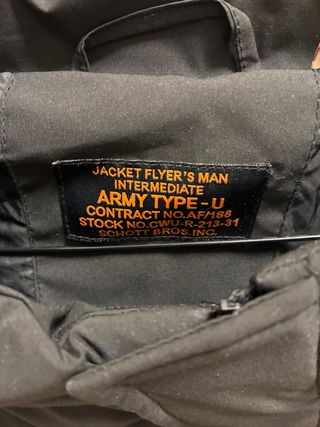 JACKET FLYER'S MAN
INTERMEDIATE
ARMY TYPE - U
CONTRACT NO.AF/188
STOCK NO.CWU-R-213-31
SCHOTT BROS.INC.